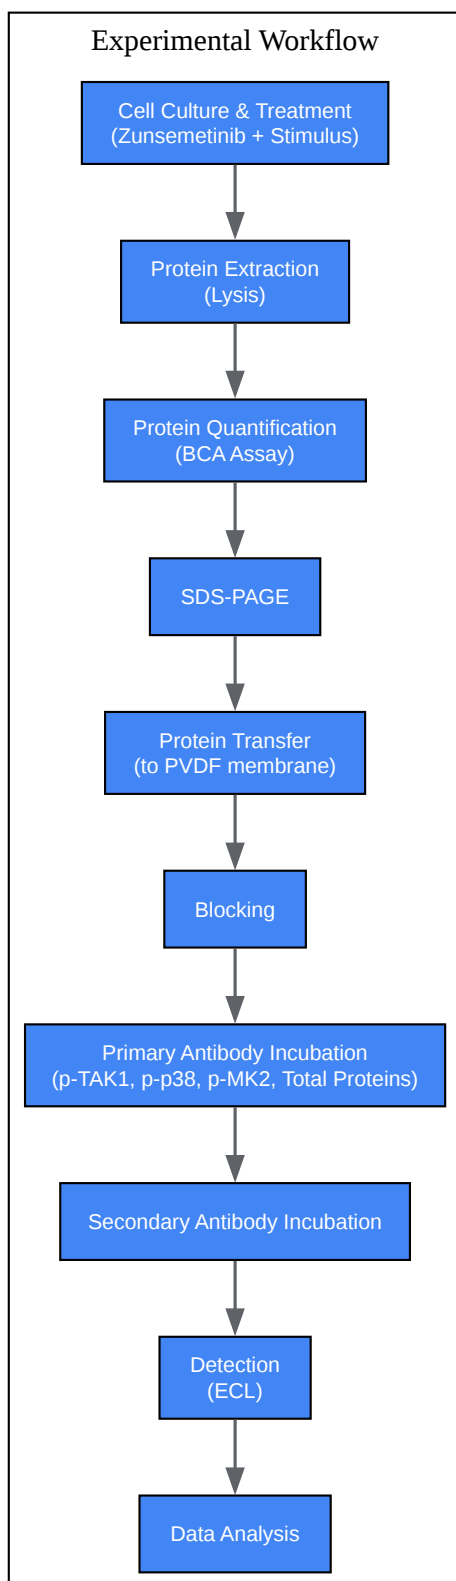 Experimental Workflow
Cell Culture & Treatment
(Zunsemetinib + Stimulus)
Protein Extraction
(Lysis)
Protein Quantification
(BCA Assay)
SDS-PAGE
Protein Transfer
(to PVDF membrane)
Blocking
Primary Antibody Incubation
(p-TAK1, p-p38, p-MK2, Total Proteins)
Secondary Antibody Incubation
Detection
(ECL)
Data Analysis